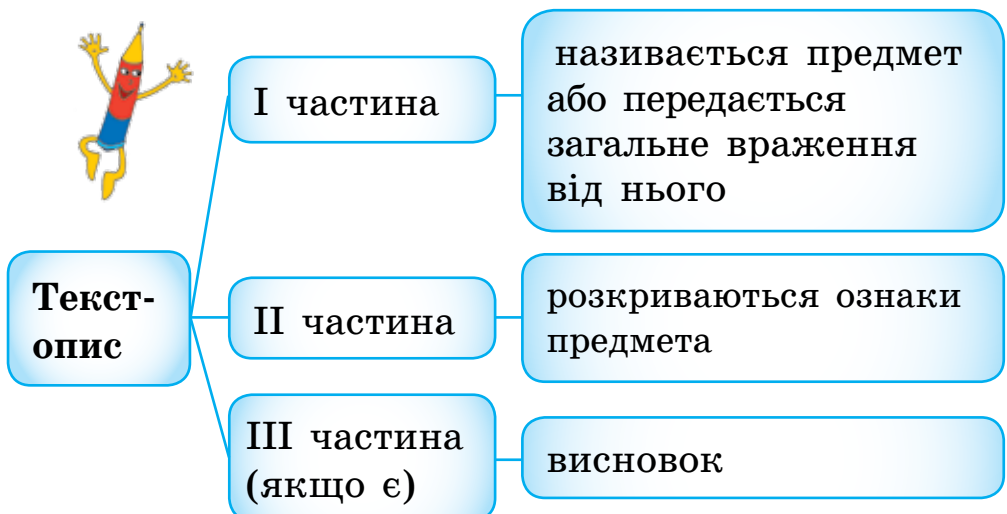 І частина
називається предмет
або передається
загальне враження
від нього
Текст-
опис
ІІ частина
розкриваються ознаки
предмета
ІІІ частина
(якщо є)
висновок